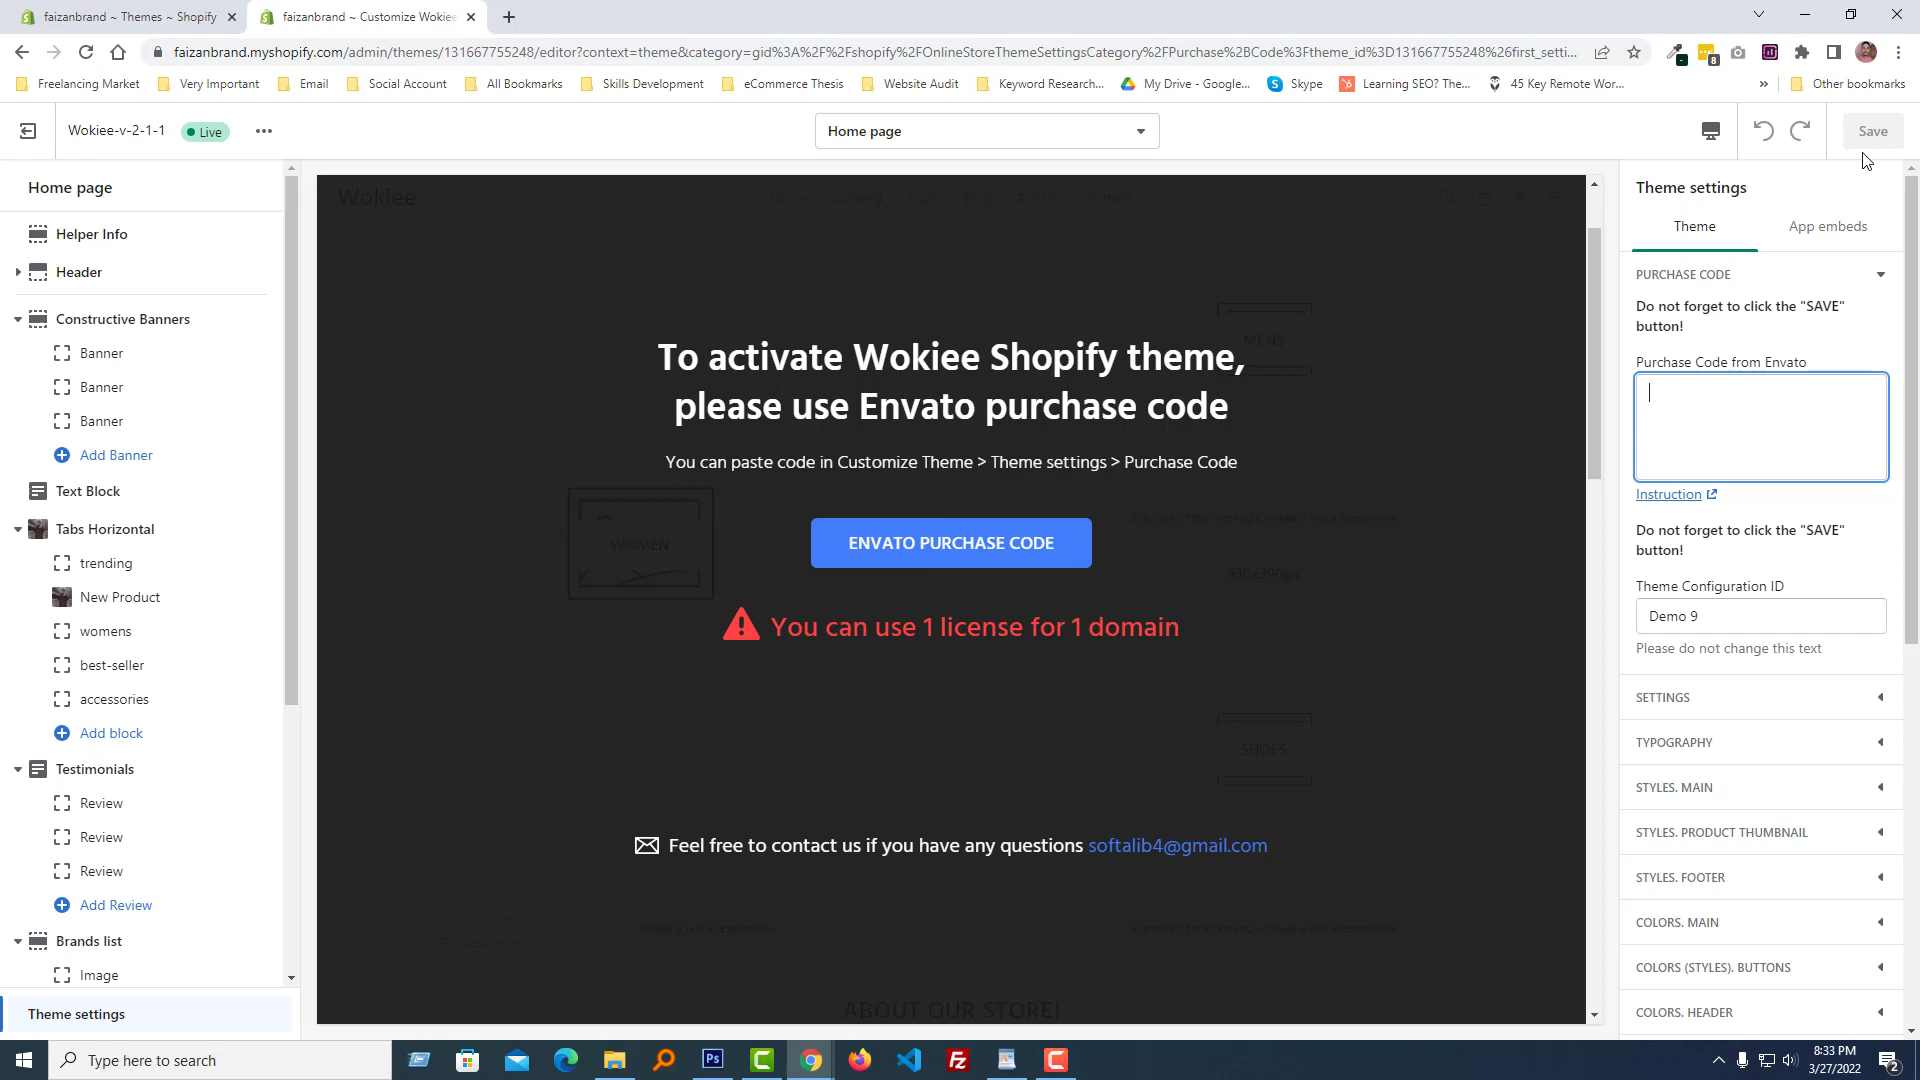 faizanbrand ~ Themes ~ Shopify
faizanbrand ~ Customize Wokiee
faizanbrand.myshopify.com/admin/themes/131667755248/editor?context=theme&category=gid%3A%2F%2Fshopify%2FOnlineStoreThemeSettingsCategory%2FPurchase%2BCode%3Ftheme_id%3D131667755248%26first_setti...
8
Freelancing Market
Very Important
Email
Social Account
All Bookmarks
Skills Development
eCommerce Thesis
Website Audit
Keyword Research...
My Drive - Google...
Skype
Learning SEO? The...
45 Key Remote Wor...
»
Other bookmarks
Wokiee-v-2-1-1
Live
Home page
Save
Home page
Helper Info
Header
Constructive Banners
Banner
Banner
Banner
Add Banner
Text Block
Tabs Horizontal
trending
New Product
womens
best-seller
accessories
Add block
Testimonials
Review
Review
Review
Add Review
Brands list
Image
Theme settings
Wokiee
MENS
To activate Wokiee Shopify theme,
please use Envato purchase code
You can paste code in Customize Theme > Theme settings > Purchase Code
WOMEN
ENVATO PURCHASE CODE
930x390px
You can use 1 license for 1 domain
SHOES
Feel free to contact us if you have any questions softalib4@gmail.com
ABOUT OUR STORE!
Theme settings
Theme
App embeds
PURCHASE CODE
Do not forget to click the "SAVE"
button!
Purchase Code from Envato
Instruction
Do not forget to click the "SAVE"
button!
Theme Configuration ID
Demo 9
Please do not change this text
SETTINGS
TYPOGRAPHY
STYLES. MAIN
STYLES. PRODUCT THUMBNAIL
STYLES. FOOTER
COLORS. MAIN
COLORS (STYLES). BUTTONS
COLORS. HEADER
Type here to search
Ps
8:33 PM
3/27/2022
2